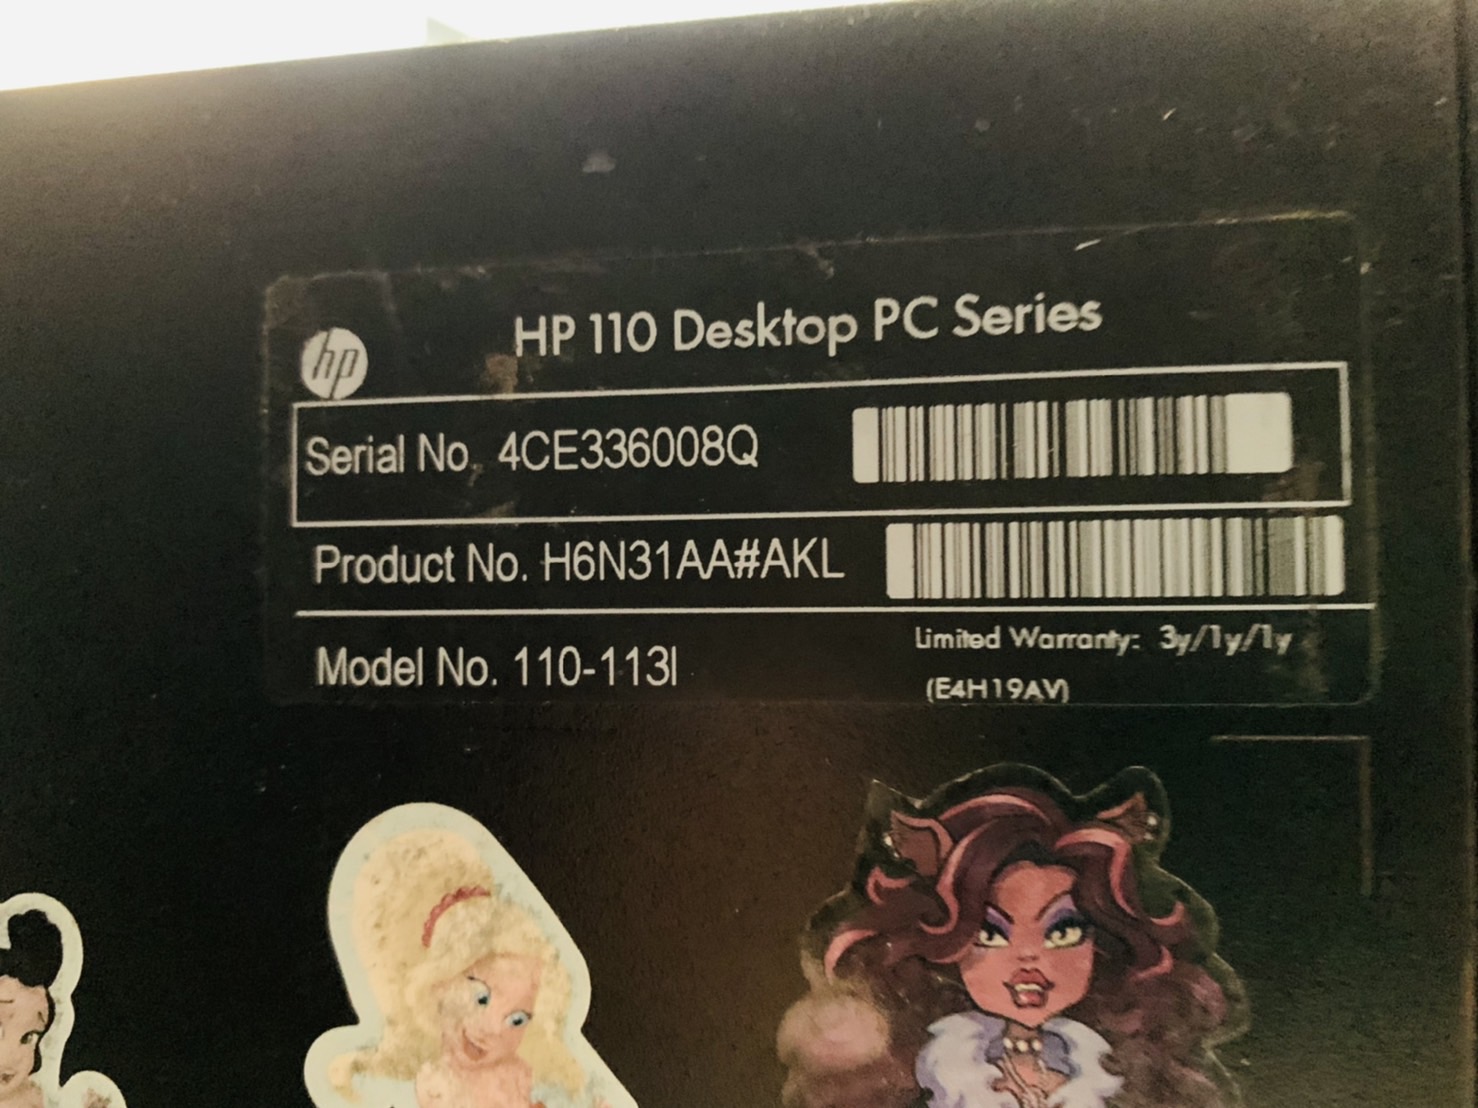 HP 110 Desktop PC Series
hp
Serial No. 4CE336008Q
Product No. H6N31AA#AKL
Model No. 110-113l
Limited Warranty: 3y/1y/1y
(E4H19AV)